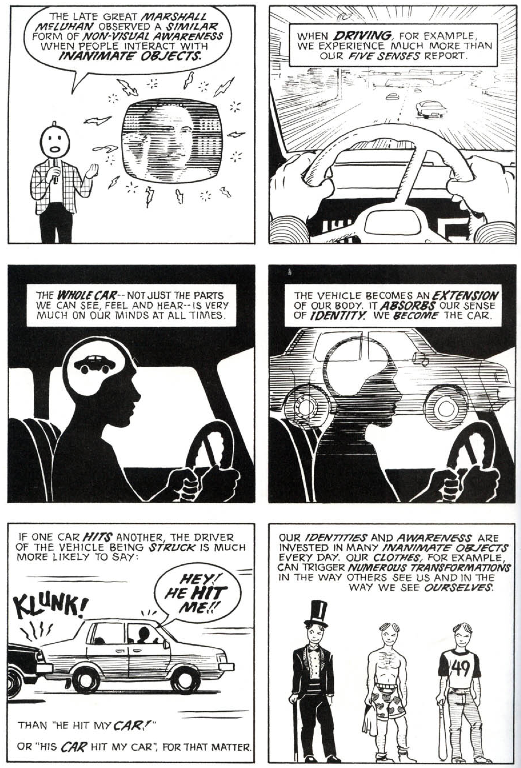 THE LATE GREAT MARSHALL
McLUHAN OBSERVED A SIMILAR
FORM OF NON-VISUAL AWARENESS
WHEN PEOPLE INTERACT WITH
INANIMATE OBJECTS.
WHEN DRIVING, FOR EXAMPLE,
WE EXPERIENCE MUCH MORE THAN
OUR FIVE SENSES REPORT.
THE WHOLE CAR--NOT JUST THE PARTS
WE CAN SEE, FEEL AND HEAR--IS VERY
MUCH ON OUR MINDS AT ALL TIMES.
THE VEHICLE BECOMES AN EXTENSION
OF OUR BODY. IT ABSORBS OUR SENSE
OF IDENTITY. WE BECOME THE CAR.
IF ONE CAR HITS ANOTHER, THE DRIVER
OF THE VEHICLE BEING STRUCK IS MUCH
MORE LIKELY TO SAY:
HEY!
HE HIT
ME!!
KLUNK!
THAN "HE HIT MY CAR!"
OR "HIS CAR HIT MY CAR", FOR THAT MATTER.
OUR IDENTITIES AND AWARENESS ARE
INVESTED IN MANY INANIMATE OBJECTS
EVERY DAY. OUR CLOTHES, FOR EXAMPLE,
CAN TRIGGER NUMEROUS TRANSFORMATIONS
IN THE WAY OTHERS SEE US AND IN THE
WAY WE SEE OURSELVES.
49